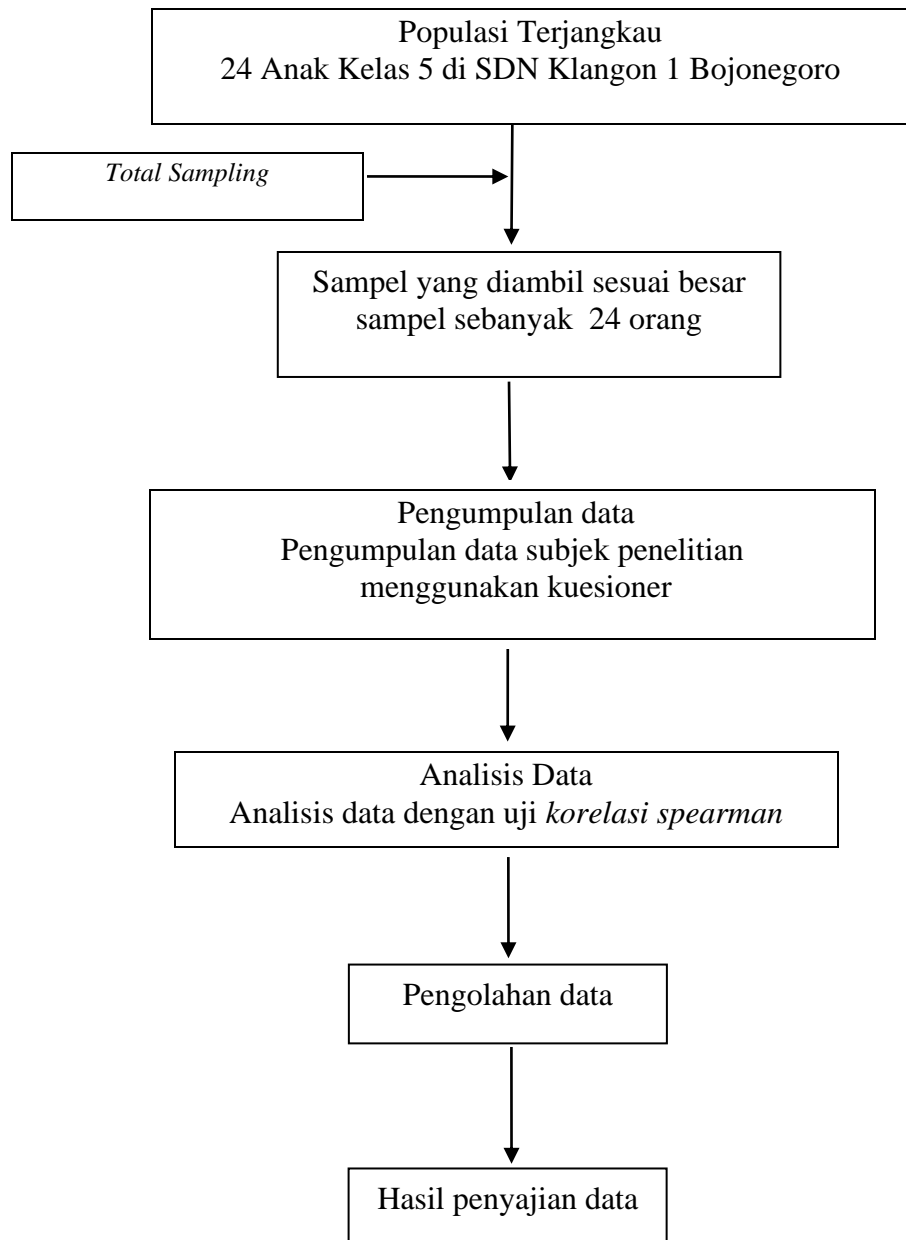 Populasi Terjangkau
24 Anak Kelas 5 di SDN Klangon 1 Bojonegoro
Total Sampling
Sampel yang diambil sesuai besar
sampel sebanyak 24 orang
Pengumpulan data
Pengumpulan data subjek penelitian
menggunakan kuesioner
Analisis Data
Analisis data dengan uji korelasi spearman
Pengolahan data
Hasil penyajian data